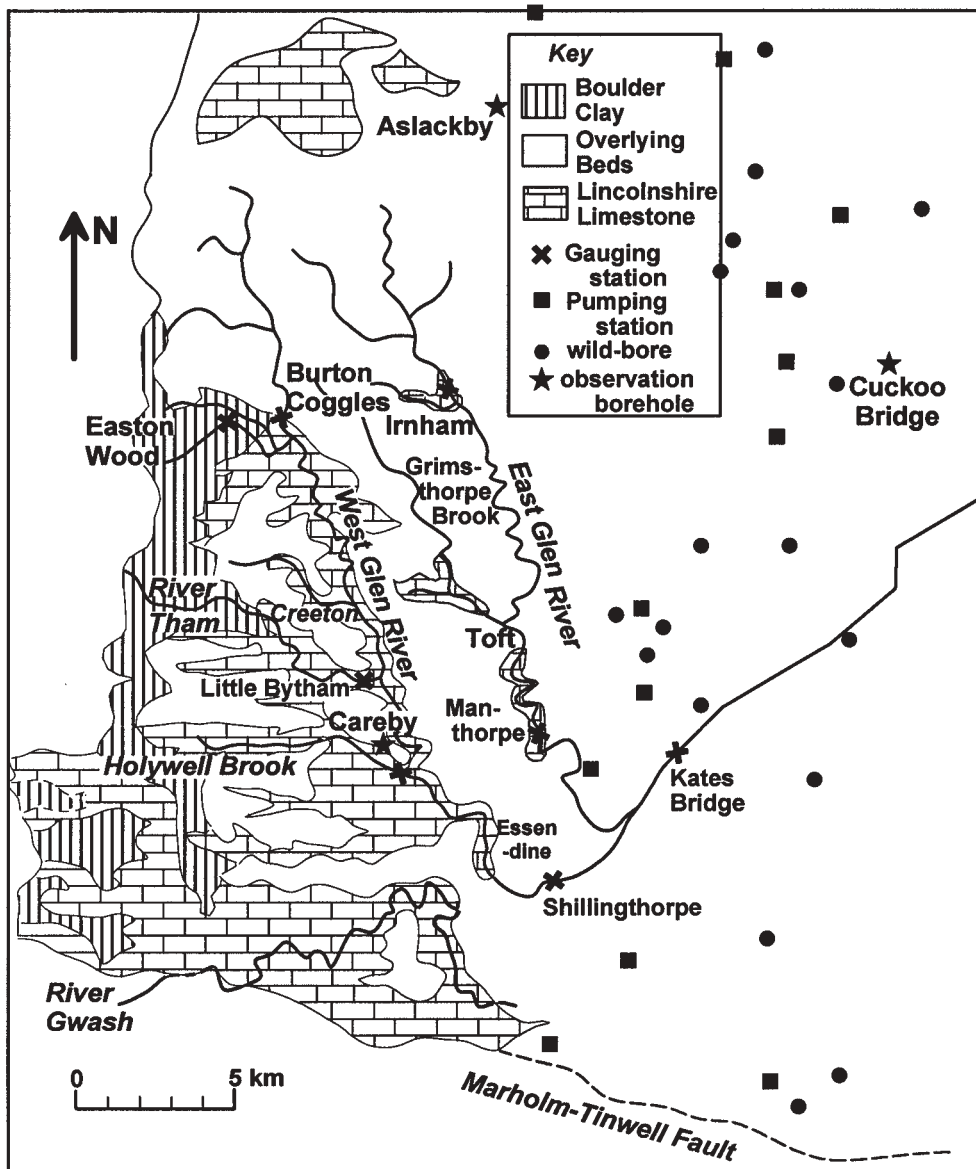 Key
Boulder
Clay
Overlying
Beds
Lincolnshire
Limestone
Gauging
station
Pumping
station
wild-bore
observation
borehole
Aslackby
N
Burton
Coggles
Irnham
Easton
Wood
Cuckoo
Bridge
Grims-
thorpe
Brook
East Glen River
West Glen River
River
Tham
Creeton
Toft
Little Bytham
Careby
Man-
thorpe
Holywell Brook
Kates
Bridge
Essen
-dine
Shillingthorpe
River
Gwash
0 5 km
Marholm-Tinwell Fault